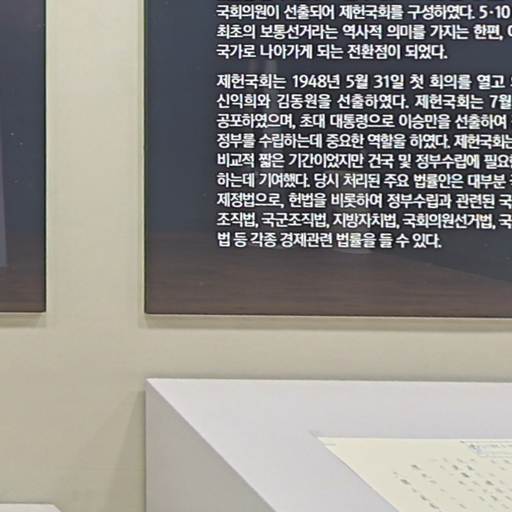 국회의원이 선출되어 제헌국회를 구성하였다. 5·10
최초의 보통선거라는 역사적 의미를 가지는 한편,
국가로 나아가게 되는 전환점이 되었다.
제헌국회는 1948년 5월 31일 첫 회의를 열고
신익희와 김동원을 선출하였다. 제헌국회는 7월
공포하였으며, 초대 대통령으로 이승만을 선출하여
정부를 수립하는데 중요한 역할을 하였다. 제헌국회는
비교적 짧은 기간이었지만 건국 및 정부수립에 필요
하는데 기여했다. 당시 처리된 주요 법률안은 대부분
제정법으로, 헌법을 비롯하여 정부수립과 관련된 국
조직법, 국군조직법, 지방자치법, 국회의원선거법, 국
법 등 각종 경제관련 법률을 들 수 있다.